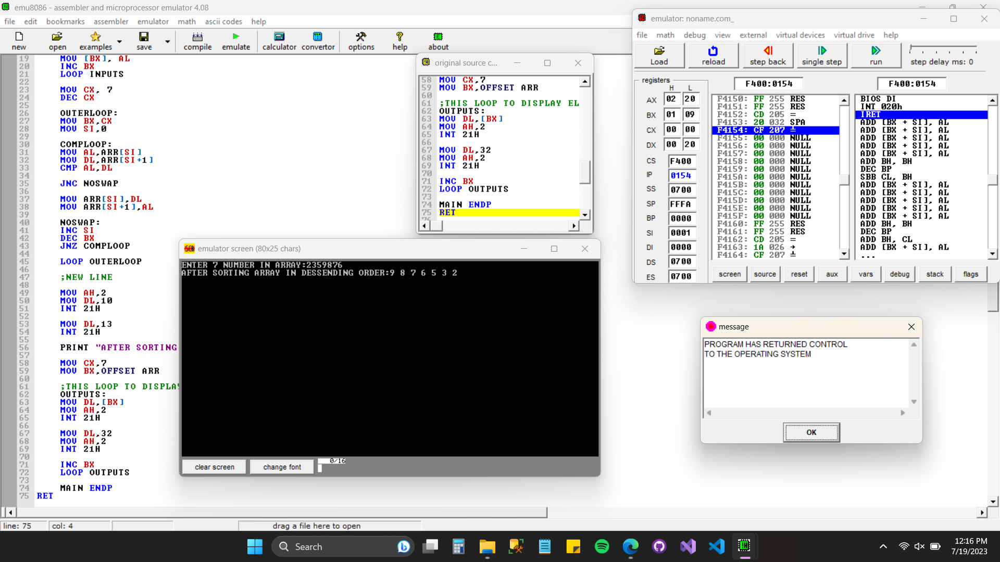 emu8086 - assembler and microprocessor emulator 4.08
file edit bookmarks assembler emulator math ascii codes help
new open examples save compile emulate calculator convertor options help about
19 MOV [BX], AL
20 INC BX
21 LOOP INPUTS
22
23 MOV CX, 7
24 DEC CX
25
26 OUTERLOOP:
27 MOV BX,CX
28 MOV SI,0
29
30 COMPLOOP:
31 MOV AL,ARR[SI]
32 MOV DL,ARR[SI+1]
33 CMP AL,DL
34
35 JNC NOSWAP
36
37 MOV ARR[SI],DL
38 MOV ARR[SI+1],AL
39
40 NOSWAP:
41 INC SI
42 DEC BX
43 JNZ COMPLOOP
44
45 LOOP OUTERLOOP
46
47 ;NEW LINE
48
49 MOV AH,2
50 MOV DL,10
51 INT 21H
52
53 MOV DL,13
54 INT 21H
55
56 PRINT "AFTER SORTING
57
58 MOV CX,7
59 MOV BX,OFFSET ARR
60
61 ;THIS LOOP TO DISPLAY
62 OUTPUTS:
63 MOV DL,[BX]
64 MOV AH,2
65 INT 21H
66
67 MOV DL,32
68 MOV AH,2
69 INT 21H
70
71 INC BX
72 LOOP OUTPUTS
73
74 MAIN ENDP
75 RET
line: 75 col: 4 drag a file here to open
original source c...
58 MOV CX,7
59 MOV BX,OFFSET ARR
60
61 ;THIS LOOP TO DISPLAY EL
62 OUTPUTS:
63 MOV DL,[BX]
64 MOV AH,2
65 INT 21H
66
67 MOV DL,32
68 MOV AH,2
69 INT 21H
70
71 INC BX
72 LOOP OUTPUTS
73
74 MAIN ENDP
75 RET
emulator screen (80x25 chars)
ENTER 7 NUMBER IN ARRAY:2359876
AFTER SORTING ARRAY IN DESSENDING ORDER:9 8 7 6 5 3 2
clear screen change font 0/16
emulator: noname.com_
file math debug view external virtual devices virtual drive help
Load reload step back single step run step delay ms: 0
registers F400:0154 F400:0154
H L
AX 02 20
BX 01 09
CX 00 00
DX 00 20
CS F400
IP 0154
SS 0700
SP FFFA
BP 0000
SI 0001
DI 0000
DS 0700
ES 0700
F4150: FF 255 RES
F4151: FF 255 RES
F4152: CD 205 =
F4153: 20 032 SPA
F4154: CF 207 ╧
F4155: 00 000 NULL
F4156: 00 000 NULL
F4157: 00 000 NULL
F4158: 00 000 NULL
F4159: 00 000 NULL
F415A: 00 000 NULL
F415B: 00 000 NULL
F415C: 00 000 NULL
F415D: 00 000 NULL
F415E: 00 000 NULL
F415F: 00 000 NULL
F4160: FF 255 RES
F4161: FF 255 RES
F4162: CD 205 =
F4163: 1A 026 →
F4164: CF 207 ╧
BIOS DI
INT 020h
IRET
ADD [BX + SI], AL
ADD [BX + SI], AL
ADD [BX + SI], AL
ADD [BX + SI], AL
ADD [BX + SI], AL
ADD BH, BH
DEC BP
SBB CL, BH
ADD [BX + SI], AL
ADD [BX + SI], AL
ADD [BX + SI], AL
ADD [BX + SI], AL
ADD [BX + SI], AL
ADD BH, BH
DEC BP
ADD BH, CL
ADD [BX + SI], AL
...
screen source reset aux vars debug stack flags
message
PROGRAM HAS RETURNED CONTROL
TO THE OPERATING SYSTEM
OK
Search
12:16 PM
7/19/2023